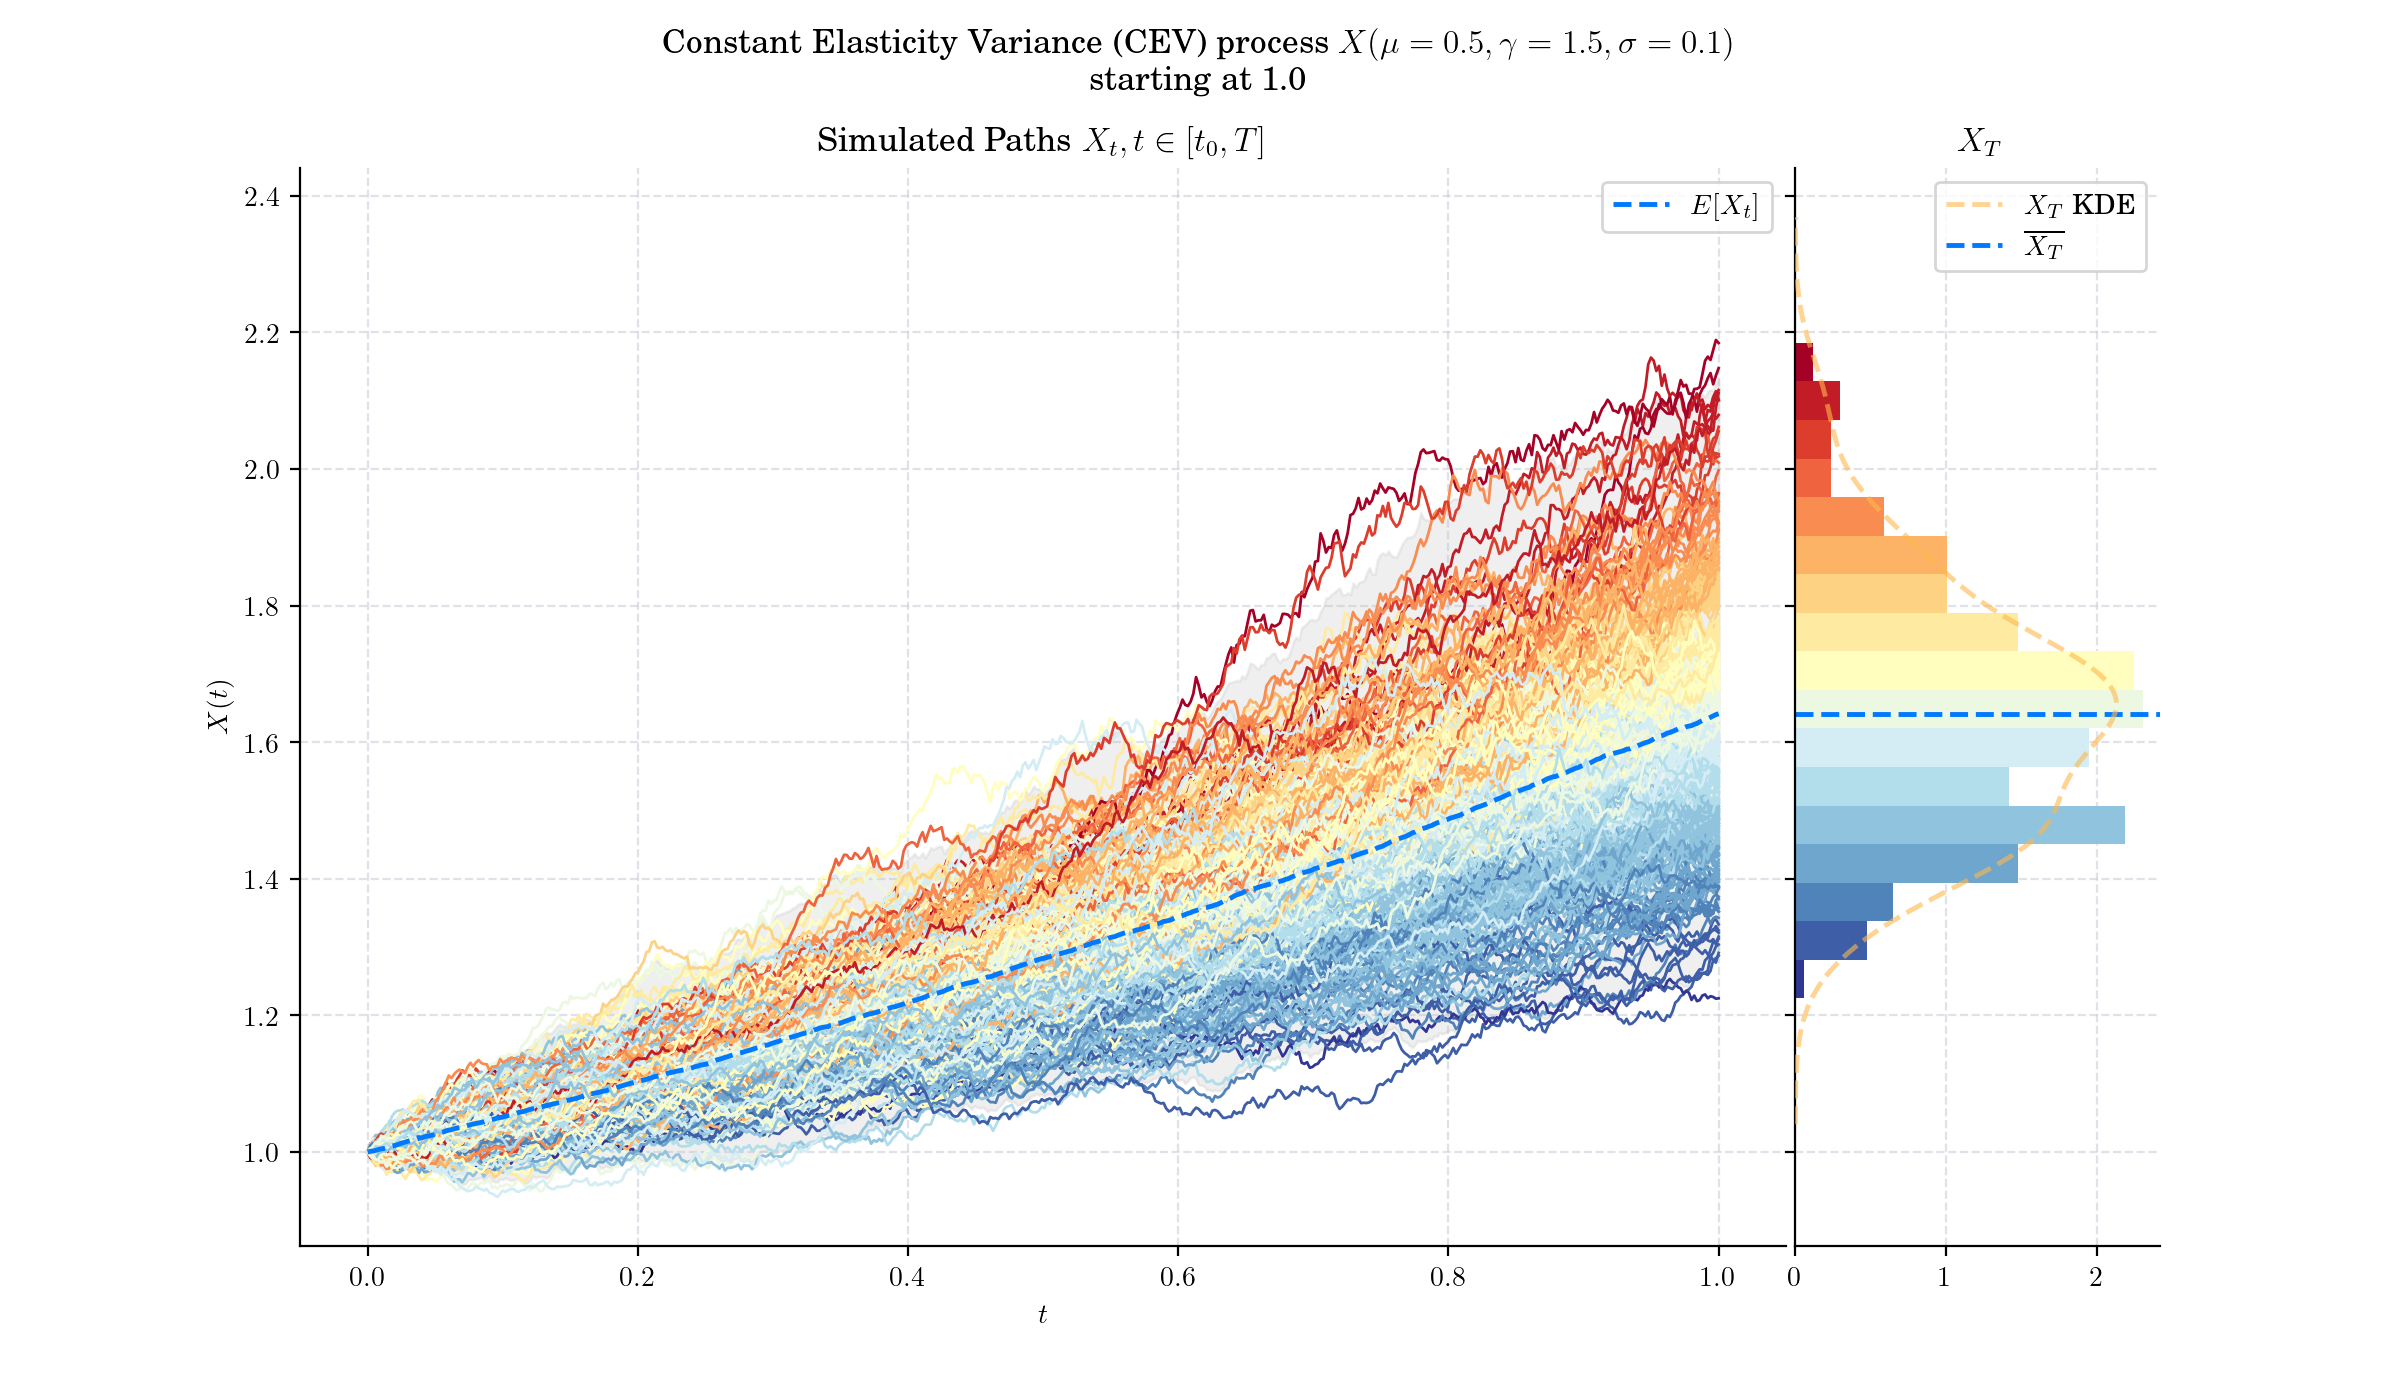 Constant Elasticity Variance (CEV) process X(μ = 0.5, γ = 1.5, σ = 0.1)
starting at 1.0
Simulated Paths X_t, t ∈ [t_0, T]
X_T
E[X_t]
X_T KDE
\overline{X_T}
2.4
2.2
2.0
1.8
1.6
1.4
1.2
1.0
X(t)
0.0 0.2 0.4 0.6 0.8 1.0
t
0 1 2